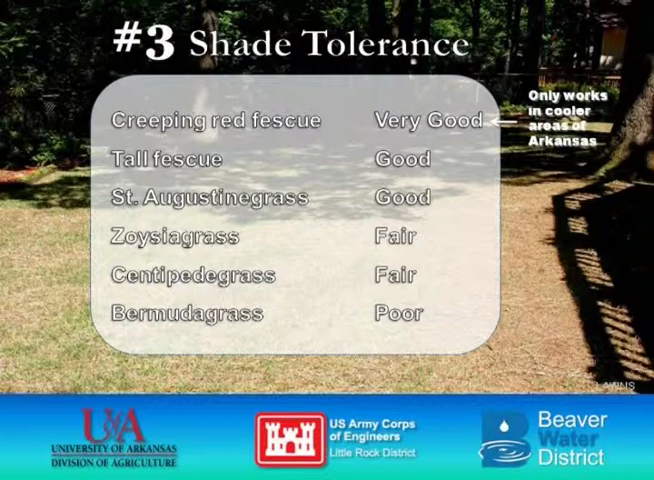 #3 Shade Tolerance
Creeping red fescue Very Good
Only works
in cooler
areas of
Arkansas
Tall fescue Good
St. Augustinegrass Good
Zoysiagrass Fair
Centipedegrass Fair
Bermudagrass Poor
LAWNS
UofA
UNIVERSITY OF ARKANSAS
DIVISION OF AGRICULTURE
US Army Corps
of Engineers
Little Rock District
Beaver
Water
District